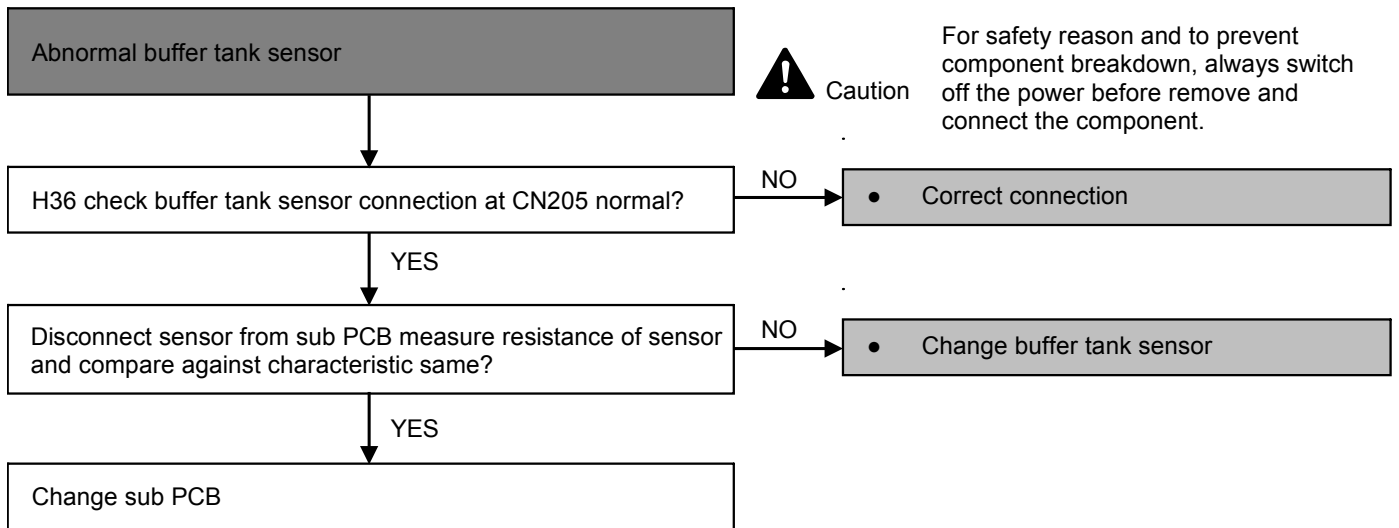 Abnormal buffer tank sensor
Caution
For safety reason and to prevent
component breakdown, always switch
off the power before remove and
connect the component.
H36 check buffer tank sensor connection at CN205 normal?
NO
● Correct connection
YES
Disconnect sensor from sub PCB measure resistance of sensor
and compare against characteristic same?
NO
● Change buffer tank sensor
YES
Change sub PCB